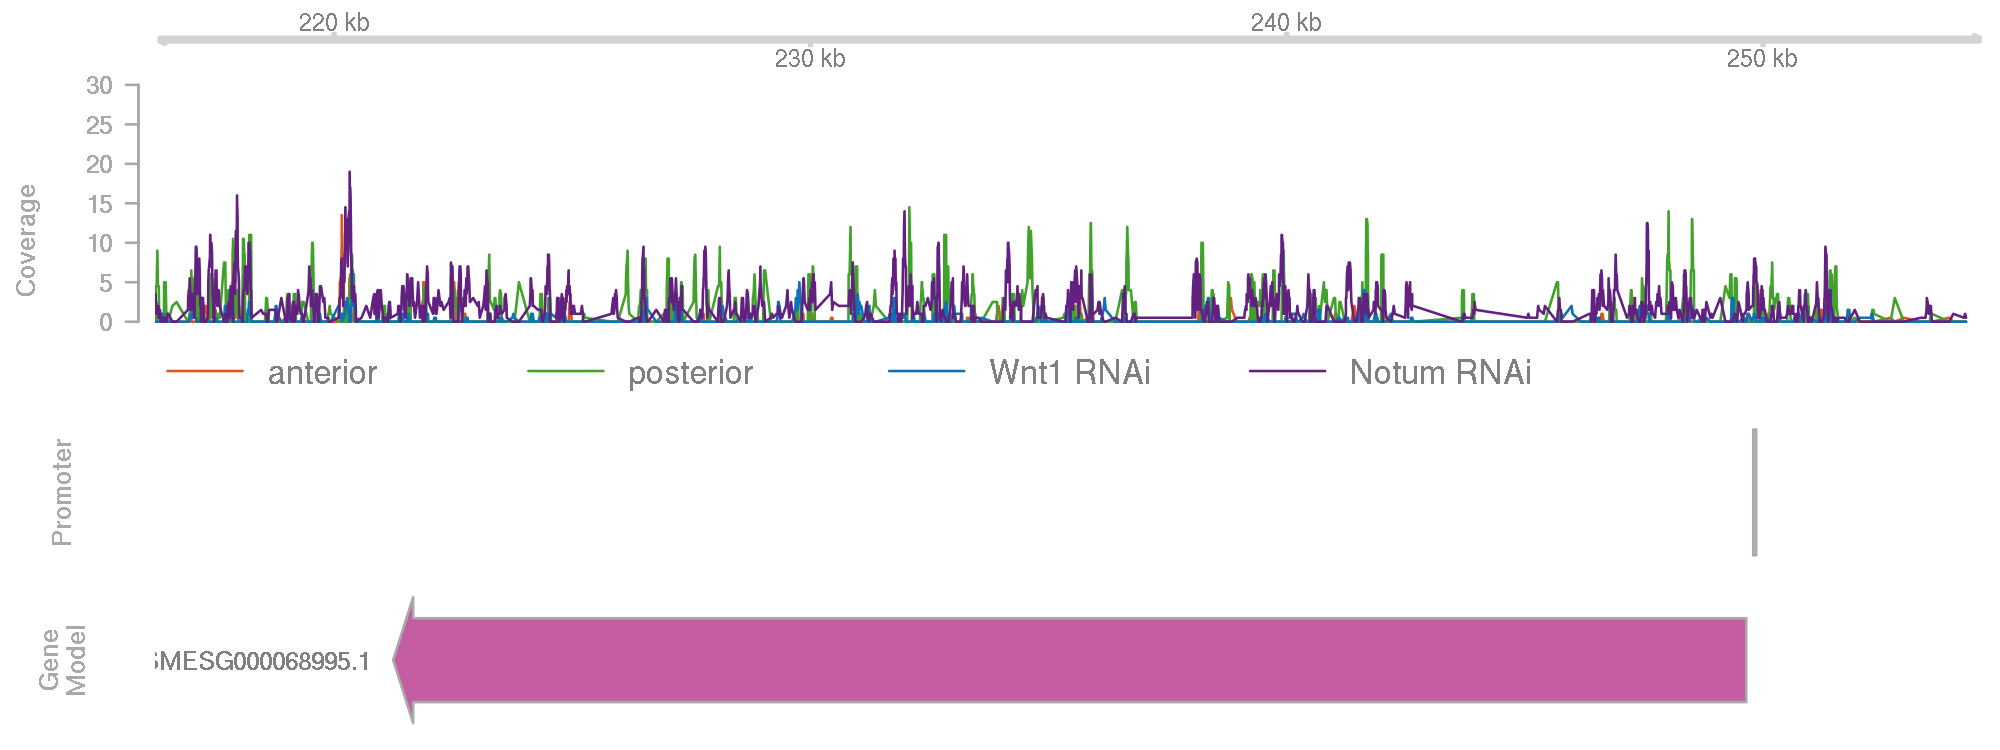 220 kb
240 kb
230 kb
250 kb
30
25
20
15
10
5
0
Coverage
anterior
posterior
Wnt1 RNAi
Notum RNAi
Promoter
Gene
Model
SMESG000068995.1